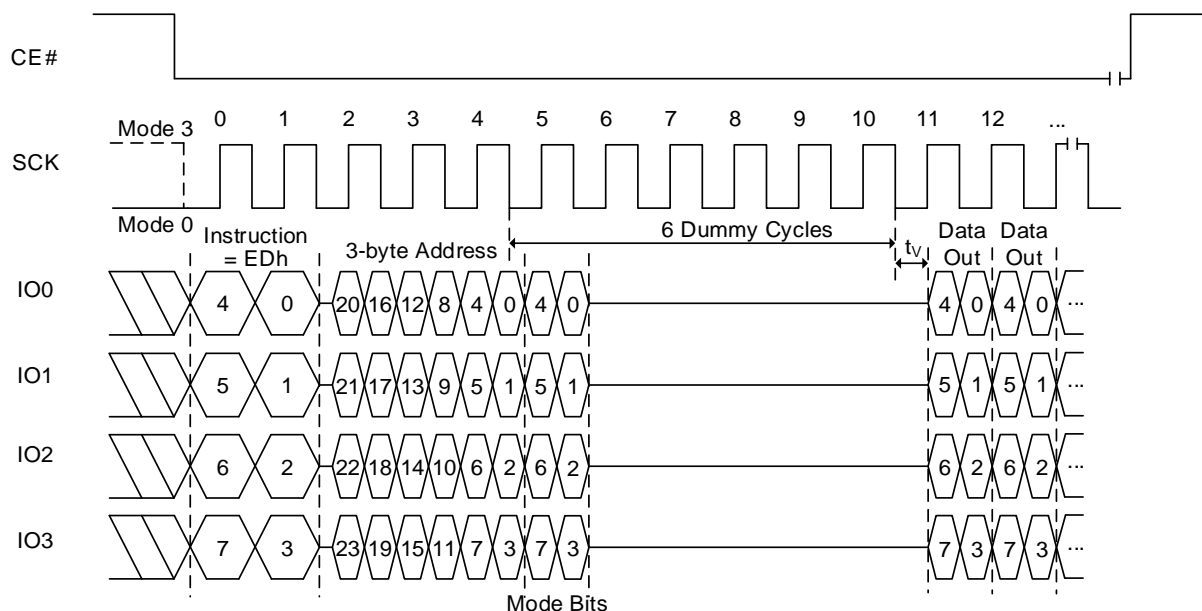 CE#
0 1 2 3 4 5 6 7 8 9 10 11 12 ...
Mode 3
SCK
Mode 0
Instruction
= EDh
3-byte Address
6 Dummy Cycles
tV
Data
Out
Data
Out
IO0 4 0 20 16 12 8 4 0 4 0 4 0 4 0 ...
IO1 5 1 21 17 13 9 5 1 5 1 5 1 5 1 ...
IO2 6 2 22 18 14 10 6 2 6 2 6 2 6 2 ...
IO3 7 3 23 19 15 11 7 3 7 3 7 3 7 3 ...
Mode Bits